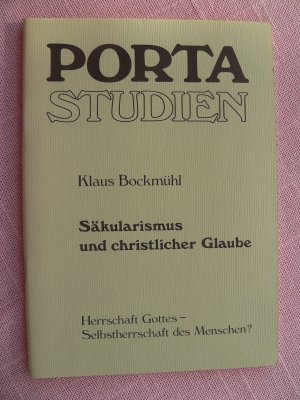 PORTA
STUDIEN
Klaus Bockmühl
Säkularismus
und christlicher Glaube
Herrschaft Gottes –
Selbstherrschaft des Menschen?